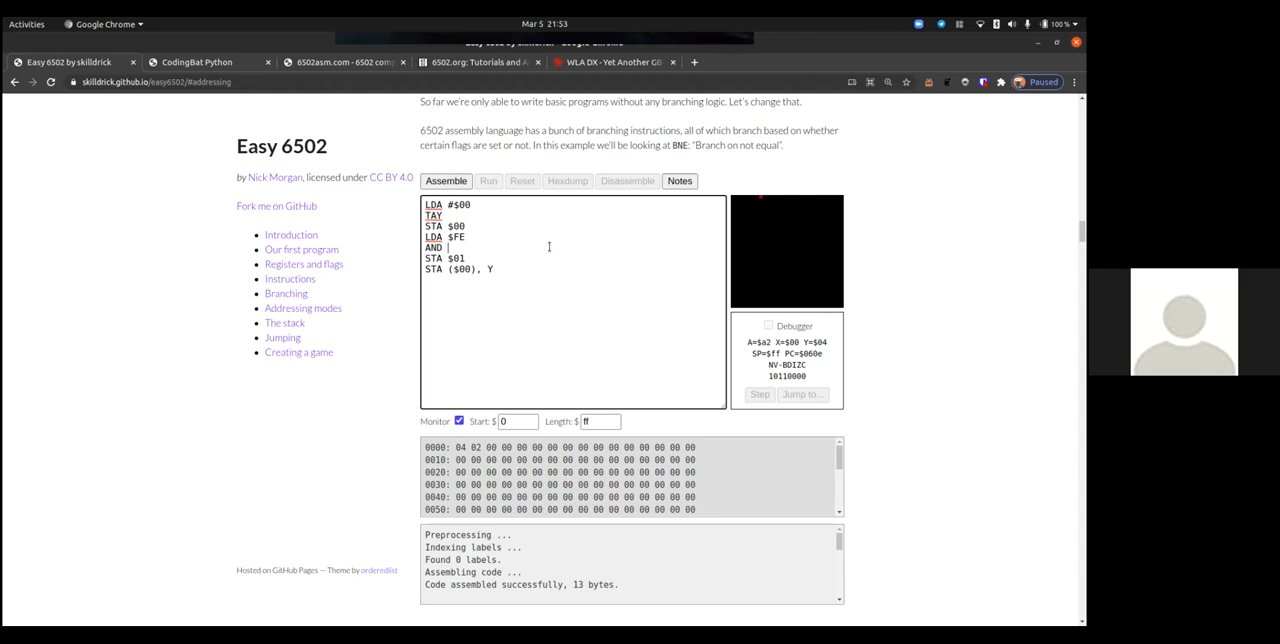 Activities
Google Chrome
Mar 5 21:53
100 %
Easy 6502 by skilldrick
CodingBat Python
6502asm.com - 6502 comp
6502.org: Tutorials and A
WLA DX - Yet Another GB-
skilldrick.github.io/easy6502/#addressing
Paused
So far we're only able to write basic programs without any branching logic. Let's change that.
6502 assembly language has a bunch of branching instructions, all of which branch based on whether
certain flags are set or not. In this example we'll be looking at BNE: "Branch on not equal".
Easy 6502
by Nick Morgan, licensed under CC BY 4.0
Fork me on GitHub
Introduction
Our first program
Registers and flags
Instructions
Branching
Addressing modes
The stack
Jumping
Creating a game
Hosted on GitHub Pages — Theme by orderedlist
Assemble Run Reset Hexdump Disassemble Notes
LDA #$00
TAY
STA $00
LDA $FE
AND
STA $01
STA ($00), Y
Debugger
A=$a2 X=$00 Y=$04
SP=$ff PC=$060e
NV-BDIZC
10110000
Step Jump to...
Monitor Start: $ 0 Length: $ ff
0000: 04 02 00 00 00 00 00 00 00 00 00 00 00 00 00 00
0010: 00 00 00 00 00 00 00 00 00 00 00 00 00 00 00 00
0020: 00 00 00 00 00 00 00 00 00 00 00 00 00 00 00 00
0030: 00 00 00 00 00 00 00 00 00 00 00 00 00 00 00 00
0040: 00 00 00 00 00 00 00 00 00 00 00 00 00 00 00 00
0050: 00 00 00 00 00 00 00 00 00 00 00 00 00 00 00 00
Preprocessing ...
Indexing labels ...
Found 0 labels.
Assembling code ...
Code assembled successfully, 13 bytes.